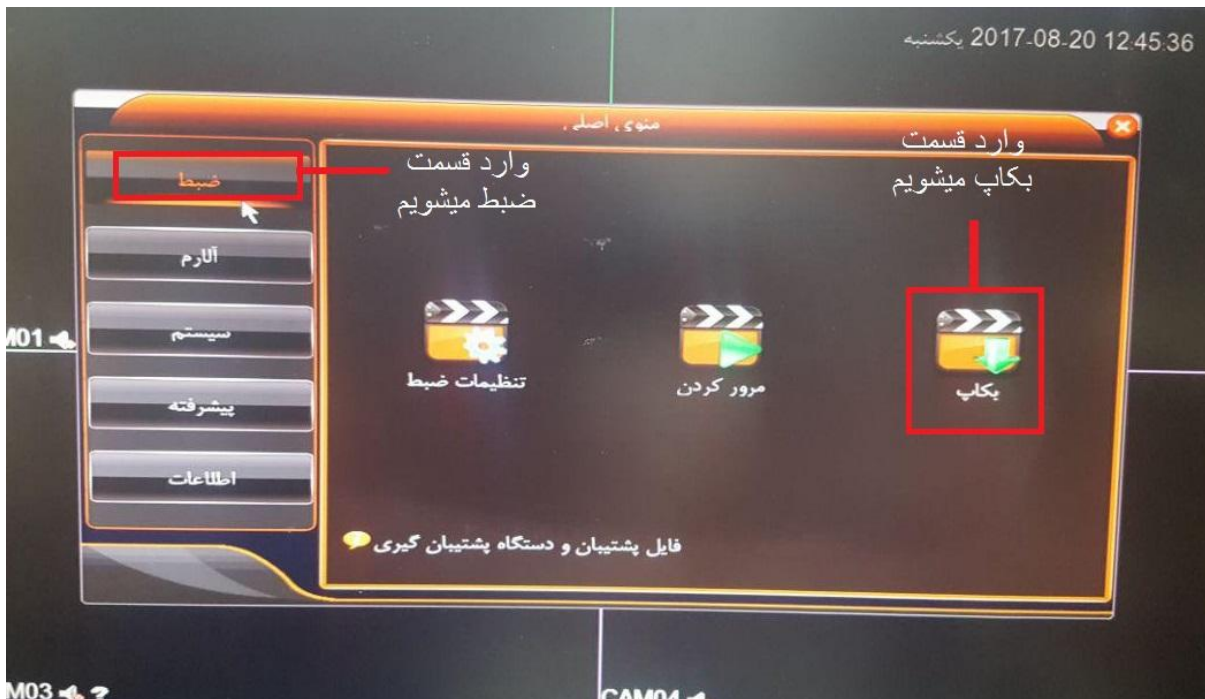 2017-08-20 12:45:36 یکشنبه
منوی اصلی
ضبط
آلارم
سیستم
پیشرفته
اطلاعات
وارد قسمت
ضبط میشویم
وارد قسمت
بکاپ میشویم
تنظیمات ضبط
مرور کردن
بکاپ
فایل پشتیبان و دستگاه پشتیبان گیری
M01
M03 ?
CAM04